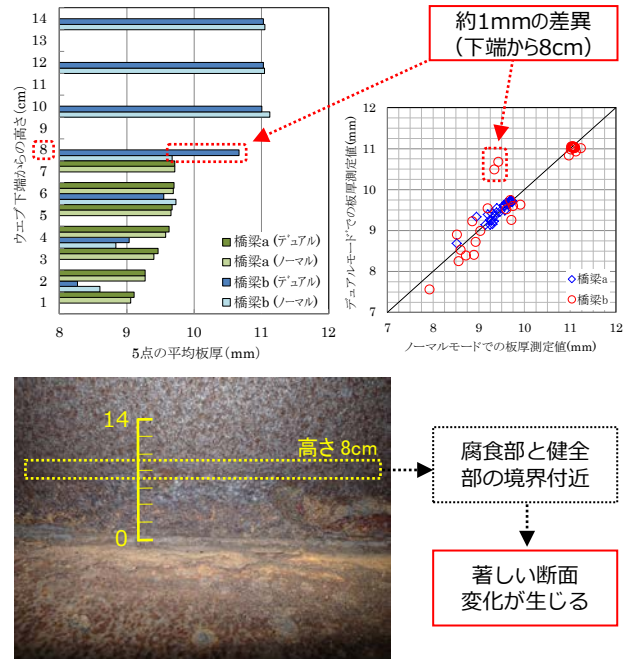 約1mmの差異
(下端から8cm)
ウェブ下端からの高さ(cm)
14
13
12
11
10
9
8
7
6
5
4
3
2
1
橋梁a (デュアル)
橋梁a (ノーマル)
橋梁b (デュアル)
橋梁b (ノーマル)
8 9 10 11 12
5点の平均板厚(mm)
デュアルモードでの板厚測定値(mm)
12
11
10
9
8
7
橋梁a
橋梁b
7 8 9 10 11 12
ノーマルモードでの板厚測定値(mm)
14
高さ 8cm
0
腐食部と健全
部の境界付近
著しい断面
変化が生じる